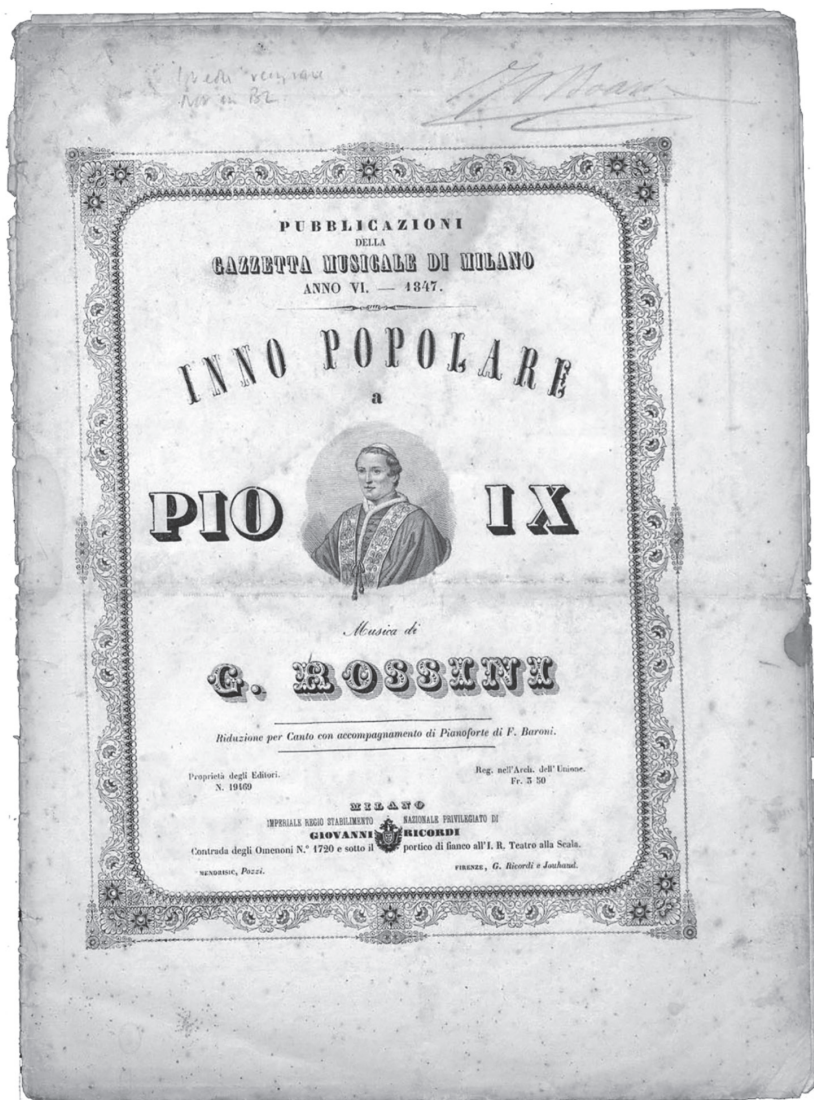 PUBBLICAZIONI
DELLA
GAZZETTA MUSICALE DI MILANO
ANNO VI. — 1847.
INNO POPOLARE
a
PIO IX
Musica di
G. ROSSINI
Riduzione per Canto con accompagnamento di Pianoforte di F. Baroni.
Proprietà degli Editori.
N. 19469
Reg. nell'Arch. dell'Unione.
Fr. 3 50
MILANO
IMPERIALE REGIO STABILIMENTO NAZIONALE PRIVILEGIATO DI
GIOVANNI RICORDI
Contrada degli Omenoni N.° 1720 e sotto il portico di fianco all'I. R. Teatro alla Scala.
MENDRISIO, Pozzi.
FIRENZE, G. Ricordi e Jouhaud.